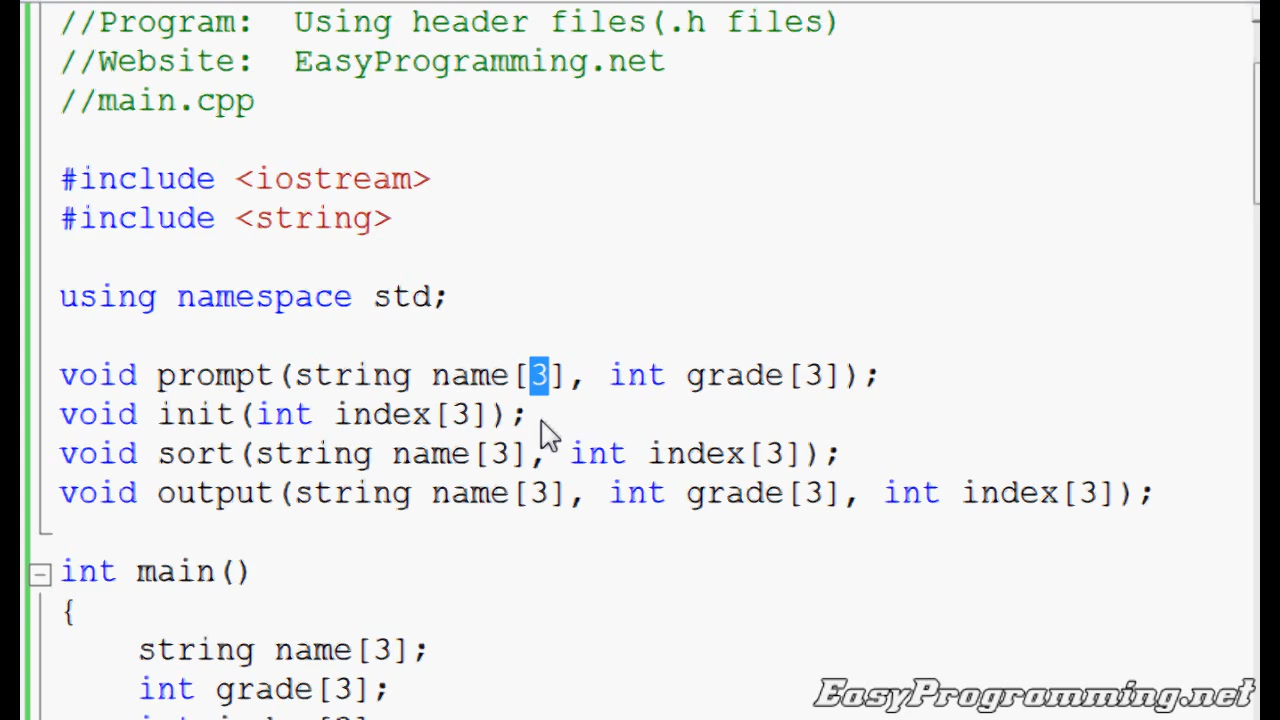 //Program:  Using header files(.h files)
//Website:  EasyProgramming.net
//main.cpp
#include <iostream>
#include <string>
using namespace std;
void prompt(string name[3], int grade[3]);
void init(int index[3]);
void sort(string name[3], int index[3]);
void output(string name[3], int grade[3], int index[3]);
int main()
{
string name[3];
int grade[3];
EasyProgramming.net